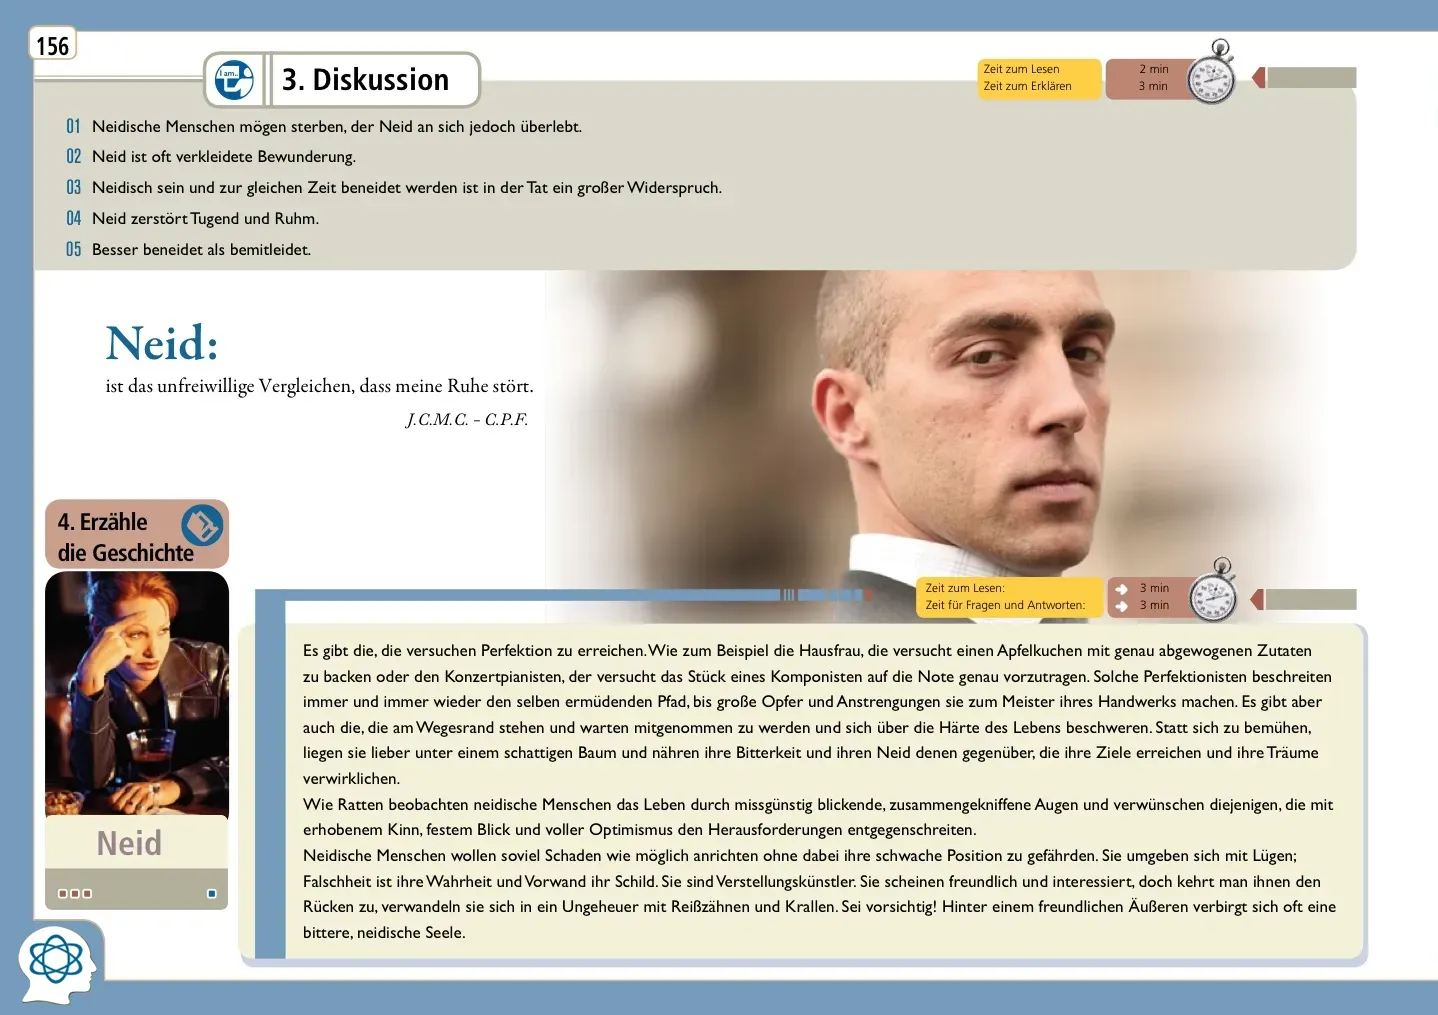 156
I am...
3. Diskussion
Zeit zum Lesen 2 min
Zeit zum Erklären 3 min
01 Neidische Menschen mögen sterben, der Neid an sich jedoch überlebt.
02 Neid ist oft verkleidete Bewunderung.
03 Neidisch sein und zur gleichen Zeit beneidet werden ist in der Tat ein großer Widerspruch.
04 Neid zerstört Tugend und Ruhm.
05 Besser beneidet als bemitleidet.
Neid:
ist das unfreiwillige Vergleichen, dass meine Ruhe stört.
J.C.M.C. - C.P.F.
4. Erzähle
die Geschichte
Neid
Zeit zum Lesen: 3 min
Zeit für Fragen und Antworten: 3 min
Es gibt die, die versuchen Perfektion zu erreichen. Wie zum Beispiel die Hausfrau, die versucht einen Apfelkuchen mit genau abgewogenen Zutaten
zu backen oder den Konzertpianisten, der versucht das Stück eines Komponisten auf die Note genau vorzutragen. Solche Perfektionisten beschreiten
immer und immer wieder den selben ermüdenden Pfad, bis große Opfer und Anstrengungen sie zum Meister ihres Handwerks machen. Es gibt aber
auch die, die am Wegesrand stehen und warten mitgenommen zu werden und sich über die Härte des Lebens beschweren. Statt sich zu bemühen,
liegen sie lieber unter einem schattigen Baum und nähren ihre Bitterkeit und ihren Neid denen gegenüber, die ihre Ziele erreichen und ihre Träume
verwirklichen.
Wie Ratten beobachten neidische Menschen das Leben durch missgünstig blickende, zusammengekniffene Augen und verwünschen diejenigen, die mit
erhobenem Kinn, festem Blick und voller Optimismus den Herausforderungen entgegenschreiten.
Neidische Menschen wollen soviel Schaden wie möglich anrichten ohne dabei ihre schwache Position zu gefährden. Sie umgeben sich mit Lügen;
Falschheit ist ihre Wahrheit und Vorwand ihr Schild. Sie sind Verstellungskünstler. Sie scheinen freundlich und interessiert, doch kehrt man ihnen den
Rücken zu, verwandeln sie sich in ein Ungeheuer mit Reißzähnen und Krallen. Sei vorsichtig! Hinter einem freundlichen Äußeren verbirgt sich oft eine
bittere, neidische Seele.